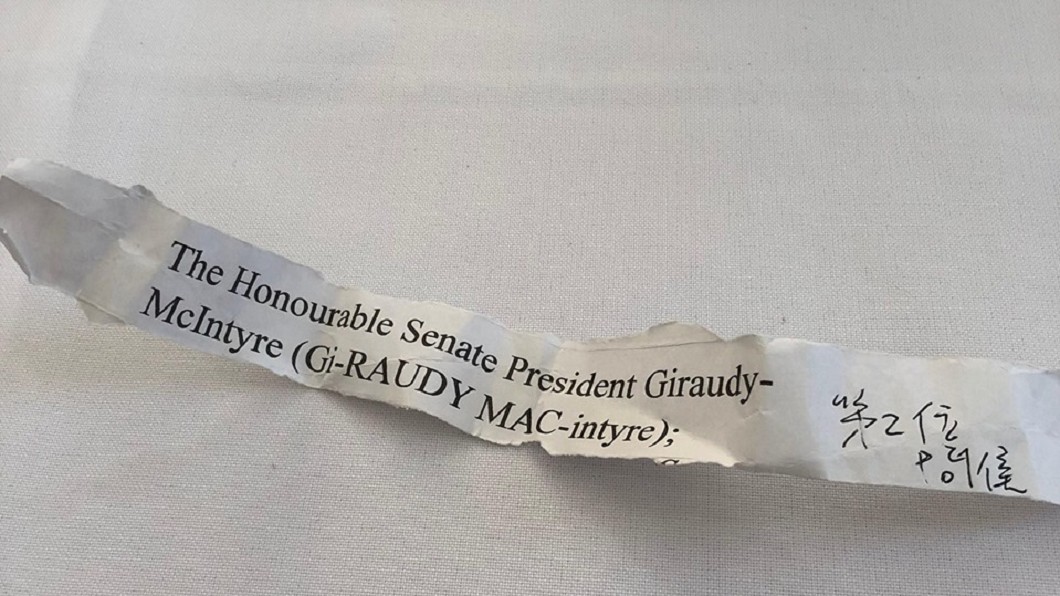 The Honourable Senate President Giraudy-
McIntyre (Gi-RAUDY MAC-intyre);
第2位
問候